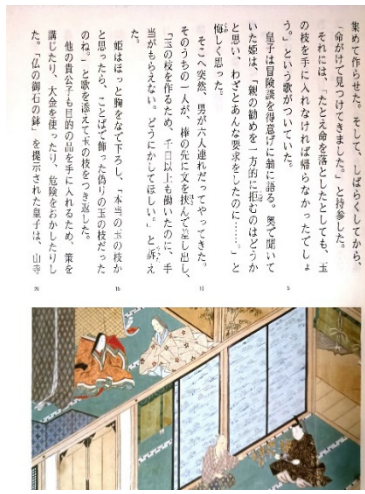 集めて作らせた。そして、しばらくしてから、
「命がけで見つけてきました。」と持参した。
それには、「たとえ命を落としたとしても、玉
の枝を手に入れなければ帰らなかったでしょ
う。」という歌がついていた。
皇子は冒険談を得意げに翁に語る。奥で聞いて
いた姫は、「親の勧めを一方的に拒むのはどうか
と思い、わざとあんな要求をしたのに……。」と
悔しく思った。
そこへ突然、男が六人連れだってやってきた。
そのうちの一人が、棒の先に文を挟んで差し出し、
「玉の枝を作るため、千日以上も働いたのに、手
当がもらえない。どうにかしてほしい。」と訴え
た。
姫はほっと胸をなで下ろし、「本当の玉の枝か
と思ったら、ことばで飾った偽りの玉の枝だった
のね。」と歌を添えて玉の枝をつき返した。
他の貴公子も目的の品を手に入れるため、策を
講じたり、大金を使ったり、危険をおかしたりし
た。「仏の御石の鉢」を提示された皇子は、山寺
5
10
15
20